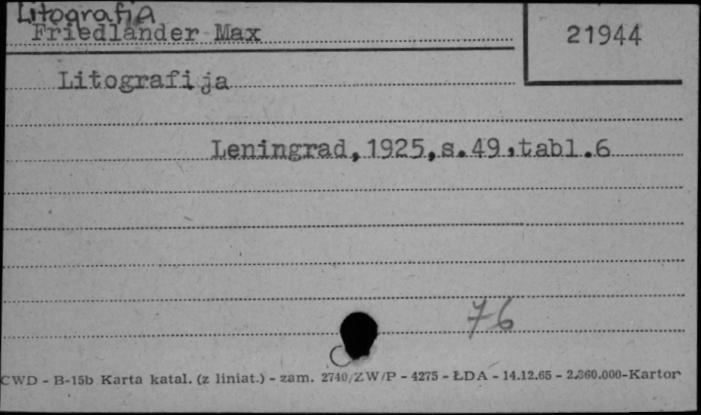 LitografiA
Friedländer Max
21944
Litografija
Leningrad,1925,s.49,tabl.6
76
CWD - B-15b Karta katal. (z liniat.) - zam. 2740/ZW/P - 4275 - ŁDA - 14.12.65 - 2.360.000-Kartor